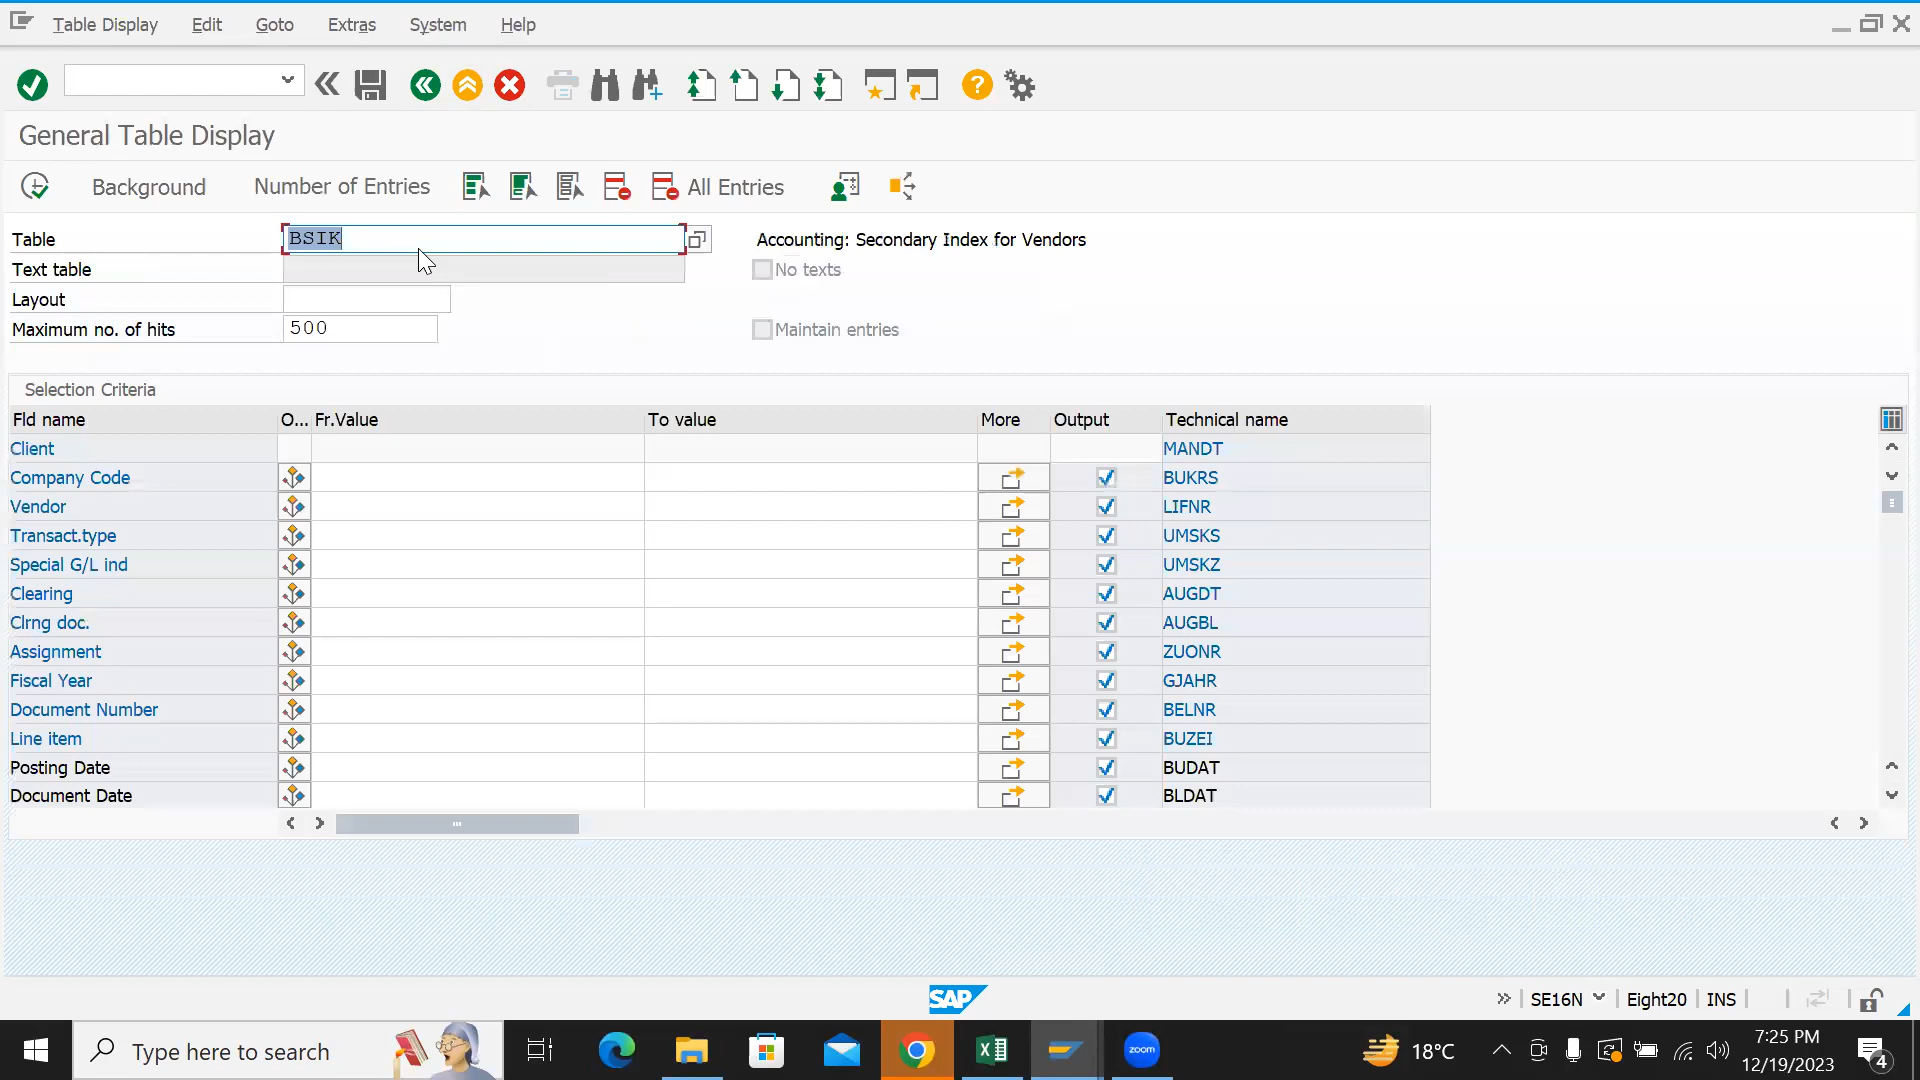 Table Display Edit Goto Extras System Help
General Table Display
Background Number of Entries All Entries
Table BSIK Accounting: Secondary Index for Vendors
Text table No texts
Layout
Maximum no. of hits 500 Maintain entries
Selection Criteria
Fld name O... Fr.Value To value More Output Technical name
Client MANDT
Company Code BUKRS
Vendor LIFNR
Transact.type UMSKS
Special G/L ind UMSKZ
Clearing AUGDT
Clrng doc. AUGBL
Assignment ZUONR
Fiscal Year GJAHR
Document Number BELNR
Line item BUZEI
Posting Date BUDAT
Document Date BLDAT
SAP SE16N Eight20 INS
Type here to search zoom 18°C 7:25 PM
12/19/2023 4